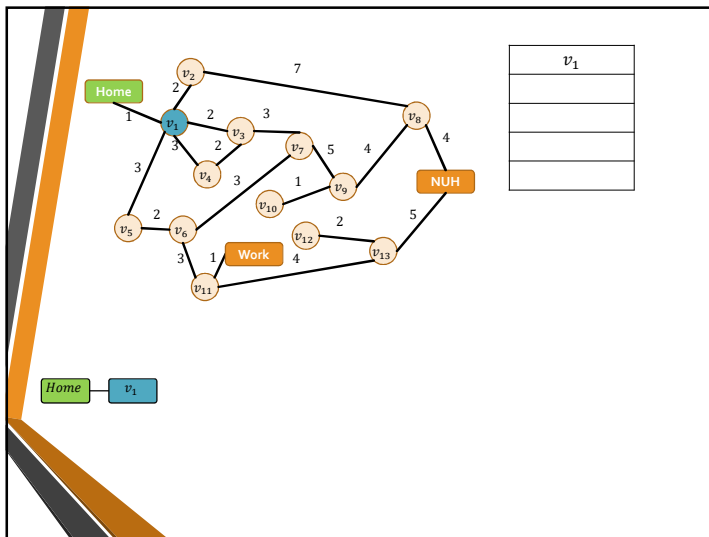 7
v₂
2
Home
1
v₁
2
v₃
3
v₈
v₁
3
2
v₇
5
4
4
v₄
3
3
1
v₉
NUH
v₁₀
2
5
v₅
v₆
v₁₂
2
3
1
Work
4
v₁₃
v₁₁
Home
v₁